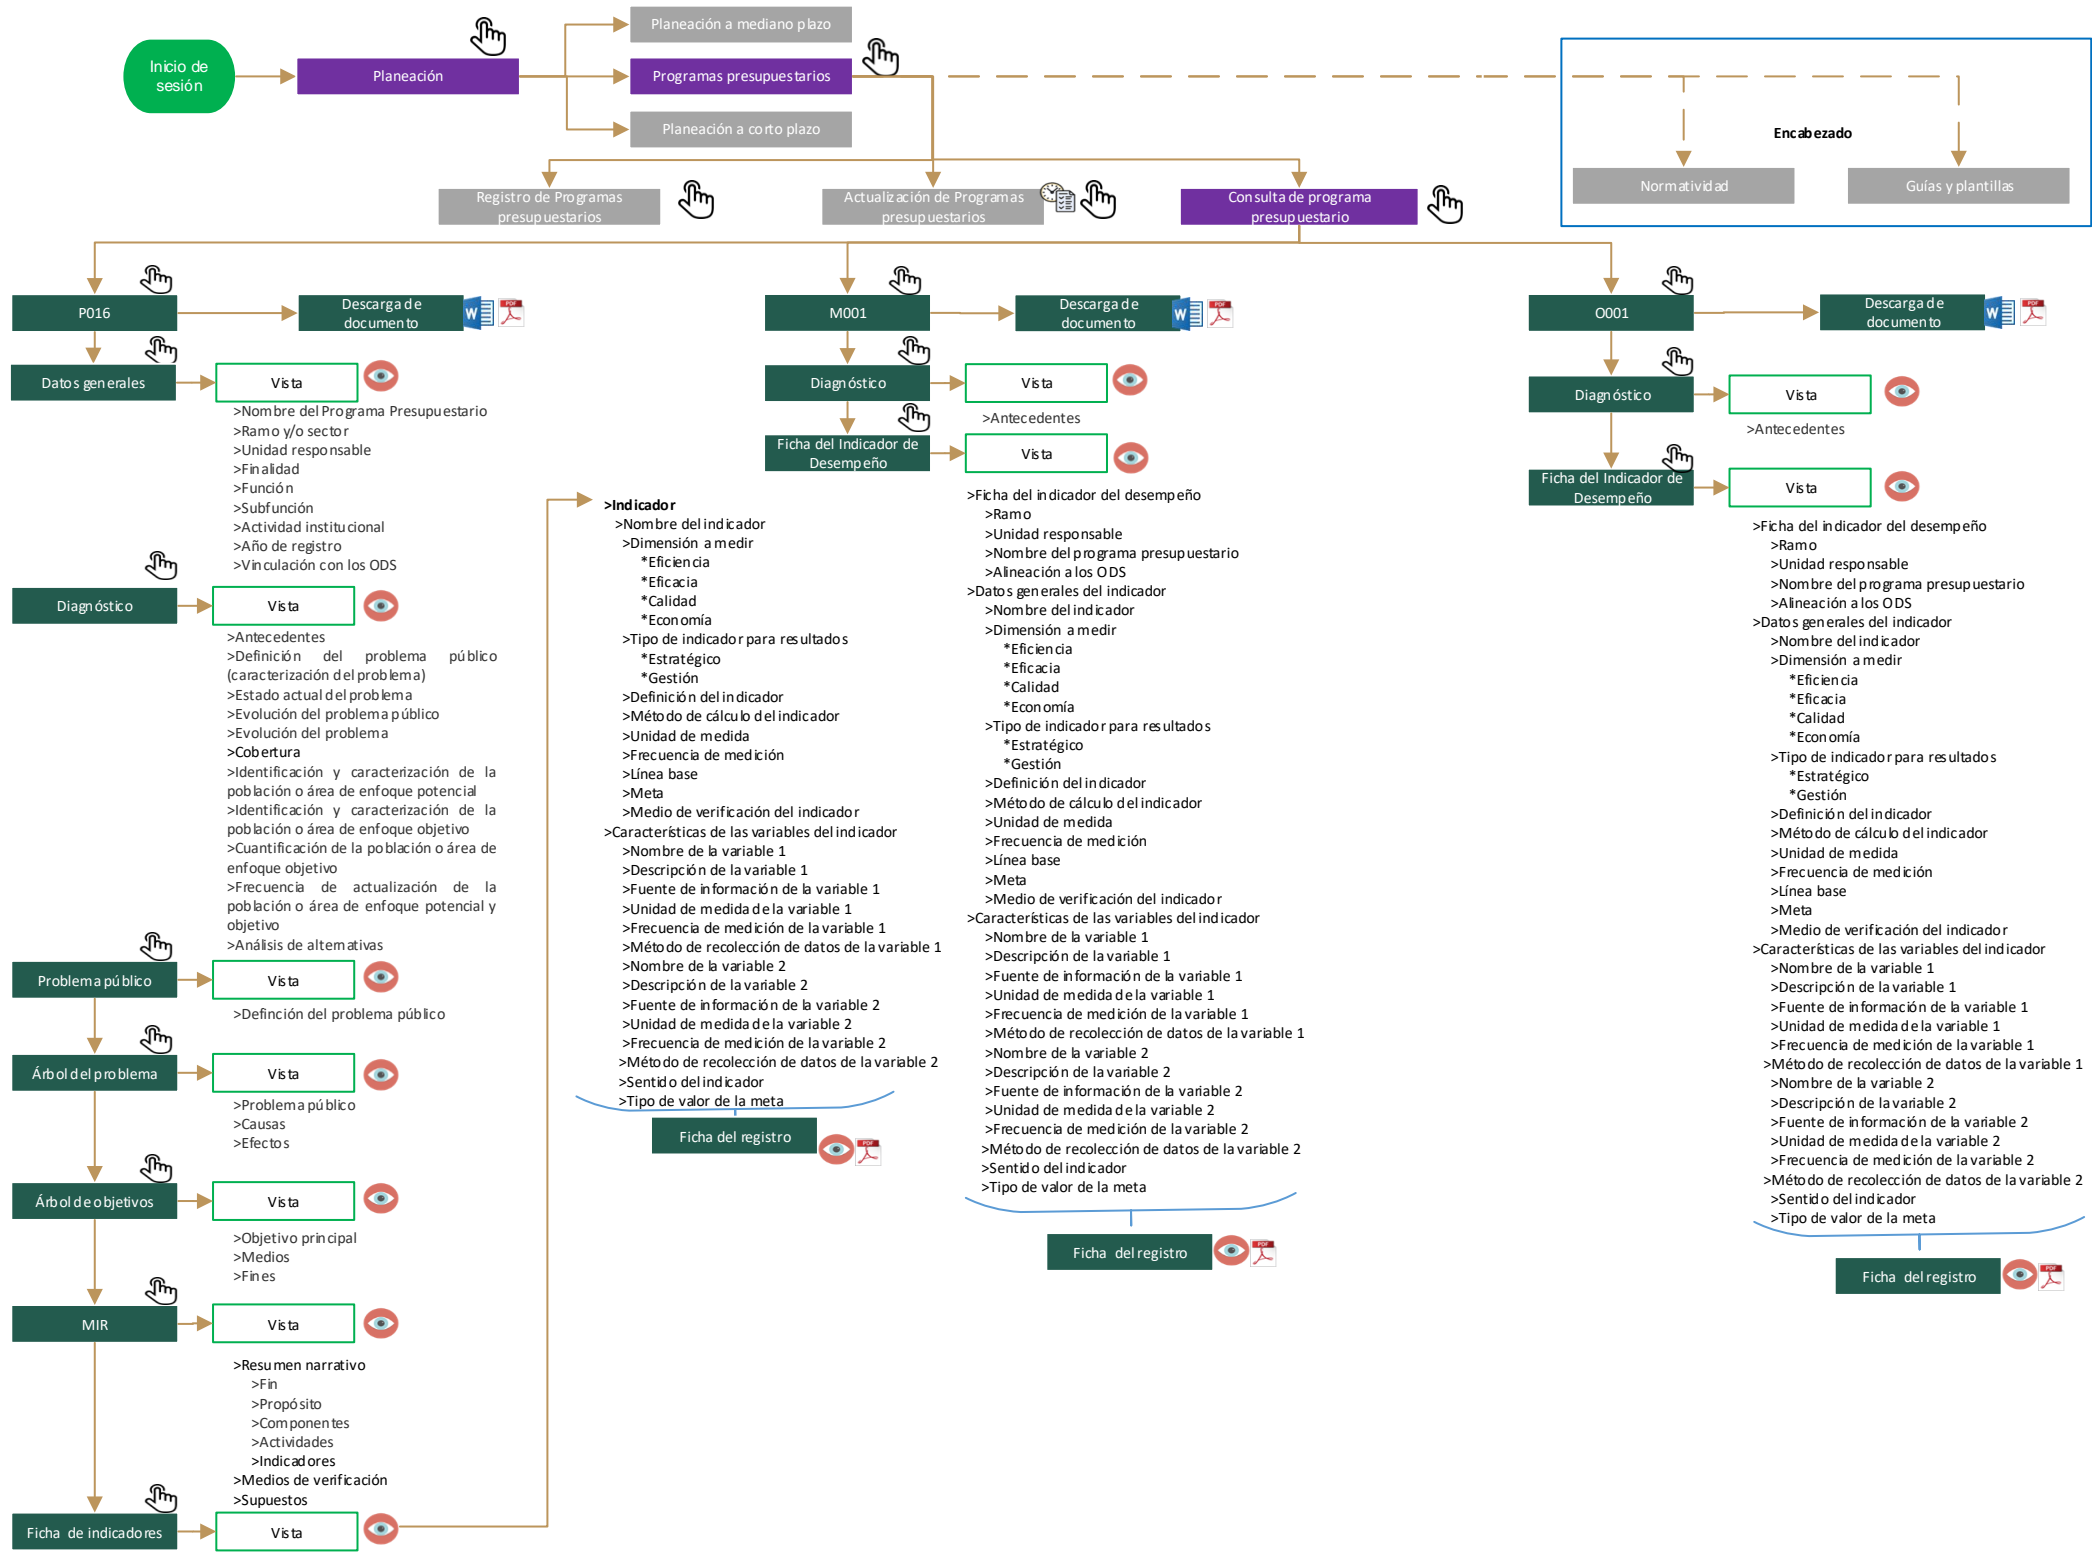 Inicio de
sesión
Planeación
Planeación a mediano plazo
Programas presupuestarios
Planeación a corto plazo
Encabezado
Normatividad
Guías y plantillas
Registro de Programas
presupuestarios
Actualización de Programas
presupuestarios
Consulta de programa
presupuestario
P016
Descarga de
documento
W
PDF
Datos generales
Vista
>Nombre del Programa Presupuestario
>Ramo y/o sector
>Unidad responsable
>Finalidad
>Función
>Subfunción
>Actividad institucional
>Año de registro
>Vinculación con los ODS
Diagnóstico
Vista
>Antecedentes
>Definición del problema público
(caracterización del problema)
>Estado actual del problema
>Evolución del problema público
>Evolución del problema
>Cobertura
>Identificación y caracterización de la
población o área de enfoque potencial
>Identificación y caracterización de la
población o área de enfoque objetivo
>Cuantificación de la población o área de
enfoque objetivo
>Frecuencia de actualización de la
población o área de enfoque potencial y
objetivo
>Análisis de alternativas
Problema público
Vista
>Definción del problema público
Árbol del problema
Vista
>Problema público
>Causas
>Efectos
Árbol de objetivos
Vista
>Objetivo principal
>Medios
>Fines
MIR
Vista
>Resumen narrativo
>Fin
>Propósito
>Componentes
>Actividades
>Indicadores
>Medios de verificación
>Supuestos
Ficha de indicadores
Vista
>Indicador
>Nombre del indicador
>Dimensión a medir
*Eficiencia
*Eficacia
*Calidad
*Economía
>Tipo de indicador para resultados
*Estratégico
*Gestión
>Definición del indicador
>Método de cálculo del indicador
>Unidad de medida
>Frecuencia de medición
>Línea base
>Meta
>Medio de verificación del indicador
>Características de las variables del indicador
>Nombre de la variable 1
>Descripción de la variable 1
>Fuente de información de la variable 1
>Unidad de medida de la variable 1
>Frecuencia de medición de la variable 1
>Método de recolección de datos de la variable 1
>Nombre de la variable 2
>Descripción de la variable 2
>Fuente de información de la variable 2
>Unidad de medida de la variable 2
>Frecuencia de medición de la variable 2
>Método de recolección de datos de la variable 2
>Sentido del indicador
>Tipo de valor de la meta
Ficha del registro
PDF
M001
Descarga de
documento
W
PDF
Diagnóstico
Vista
>Antecedentes
Ficha del Indicador de
Desempeño
Vista
>Ficha del indicador del desempeño
>Ramo
>Unidad responsable
>Nombre del programa presupuestario
>Alineación a los ODS
>Datos generales del indicador
>Nombre del indicador
>Dimensión a medir
*Eficiencia
*Eficacia
*Calidad
*Economía
>Tipo de indicador para resultados
*Estratégico
*Gestión
>Definición del indicador
>Método de cálculo del indicador
>Unidad de medida
>Frecuencia de medición
>Línea base
>Meta
>Medio de verificación del indicador
>Características de las variables del indicador
>Nombre de la variable 1
>Descripción de la variable 1
>Fuente de información de la variable 1
>Unidad de medida de la variable 1
>Frecuencia de medición de la variable 1
>Método de recolección de datos de la variable 1
>Nombre de la variable 2
>Descripción de la variable 2
>Fuente de información de la variable 2
>Unidad de medida de la variable 2
>Frecuencia de medición de la variable 2
>Método de recolección de datos de la variable 2
>Sentido del indicador
>Tipo de valor de la meta
Ficha del registro
PDF
O001
Descarga de
documento
W
PDF
Diagnóstico
Vista
>Antecedentes
Ficha del Indicador de
Desempeño
Vista
>Ficha del indicador del desempeño
>Ramo
>Unidad responsable
>Nombre del programa presupuestario
>Alineación a los ODS
>Datos generales del indicador
>Nombre del indicador
>Dimensión a medir
*Eficiencia
*Eficacia
*Calidad
*Economía
>Tipo de indicador para resultados
*Estratégico
*Gestión
>Definición del indicador
>Método de cálculo del indicador
>Unidad de medida
>Frecuencia de medición
>Línea base
>Meta
>Medio de verificación del indicador
>Características de las variables del indicador
>Nombre de la variable 1
>Descripción de la variable 1
>Fuente de información de la variable 1
>Unidad de medida de la variable 1
>Frecuencia de medición de la variable 1
>Método de recolección de datos de la variable 1
>Nombre de la variable 2
>Descripción de la variable 2
>Fuente de información de la variable 2
>Unidad de medida de la variable 2
>Frecuencia de medición de la variable 2
>Método de recolección de datos de la variable 2
>Sentido del indicador
>Tipo de valor de la meta
Ficha del registro
PDF